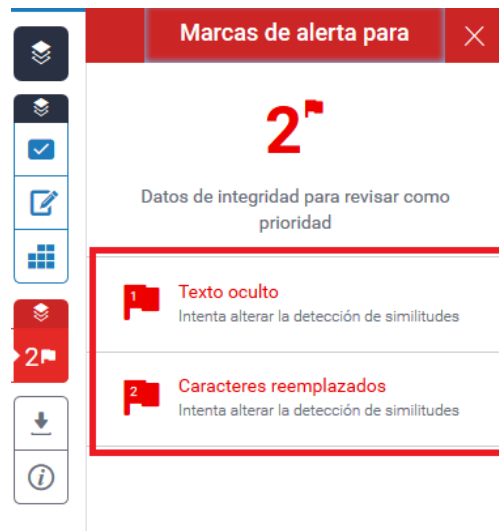 Marcas de alerta para
2
Datos de integridad para revisar como
prioridad
1
Texto oculto
Intenta alterar la detección de similitudes
2
2
Caracteres reemplazados
Intenta alterar la detección de similitudes